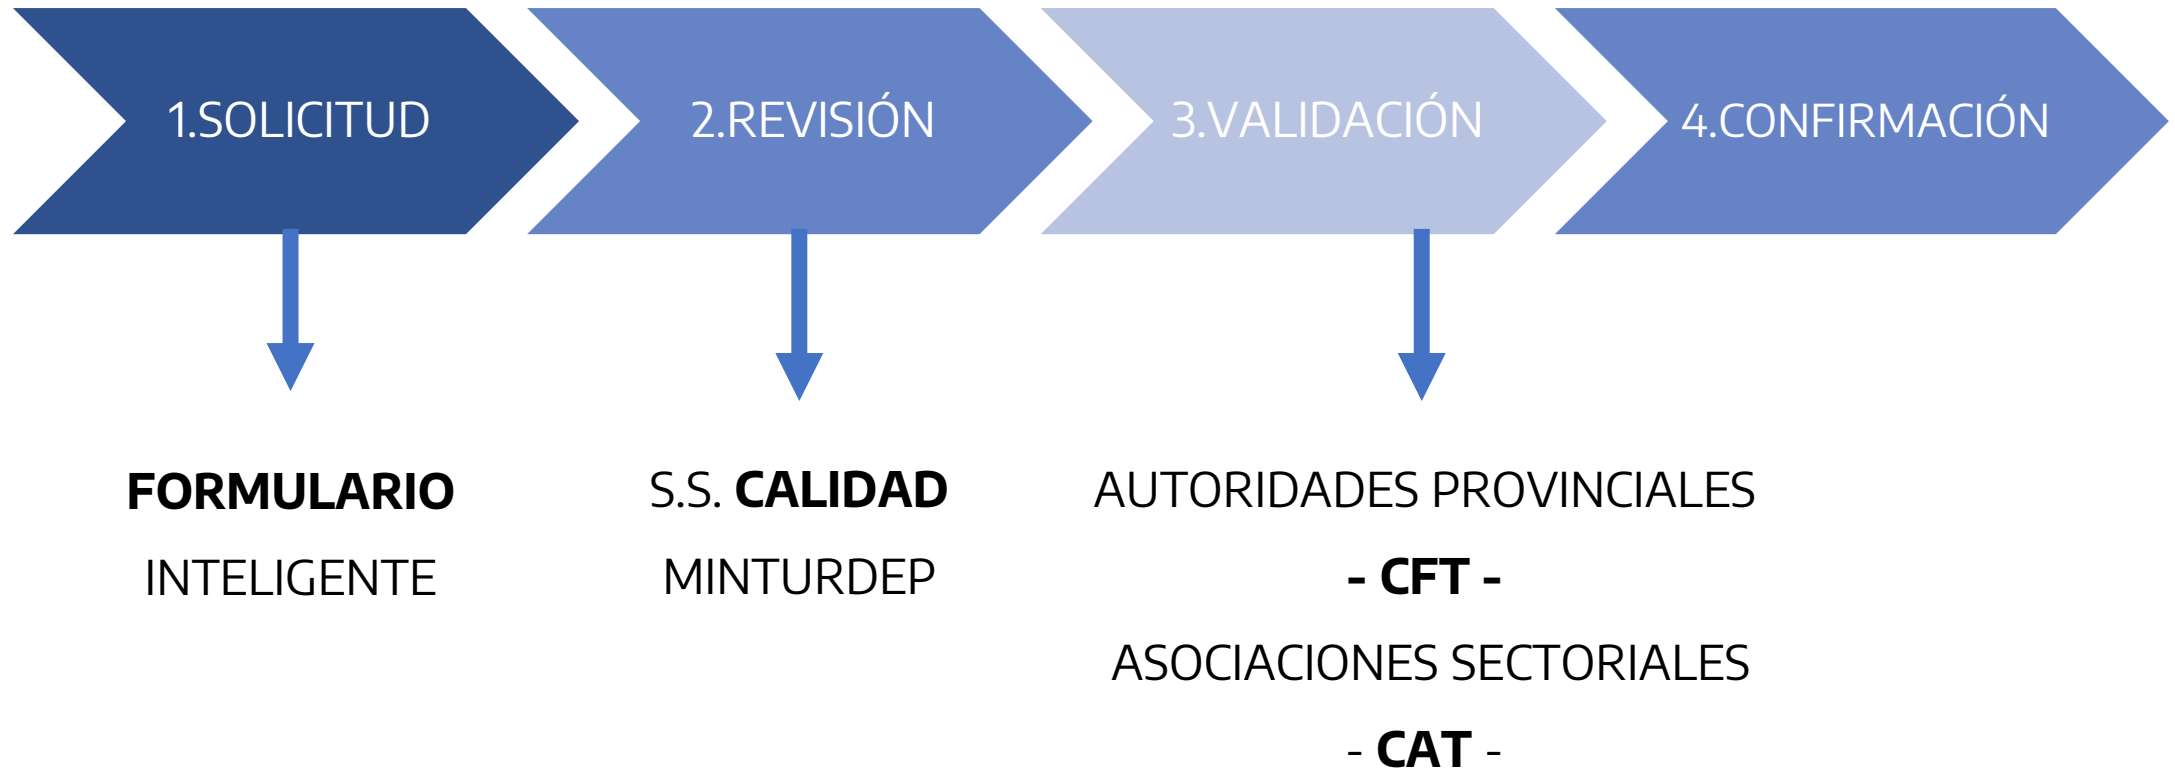 1.SOLICITUD
2.REVISIÓN
3.VALIDACIÓN
4.CONFIRMACIÓN
FORMULARIO
INTELIGENTE
S.S. CALIDAD
MINTURDEP
AUTORIDADES PROVINCIALES
- CFT -
ASOCIACIONES SECTORIALES
- CAT -